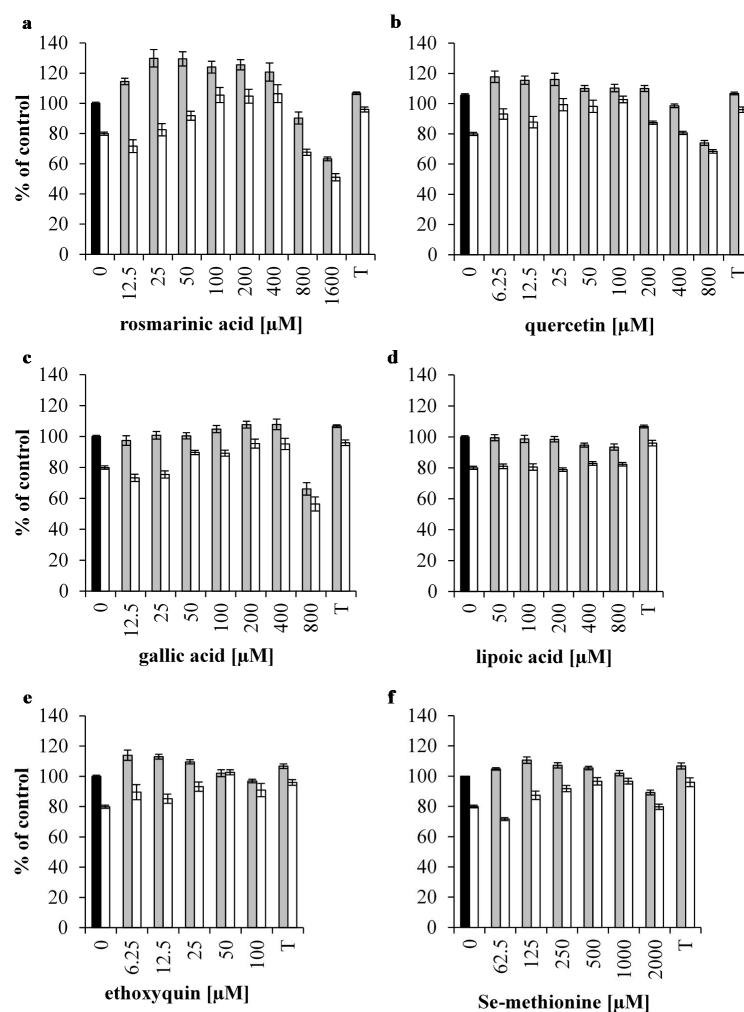 a
140
120
100
80
60
40
20
0
% of control
0 12.5 25 50 100 200 400 800 1600 T
rosmarinic acid [µM]
b
140
120
100
80
60
40
20
0
0 6.25 12.5 25 50 100 200 400 800 T
quercetin [µM]
c
140
120
100
80
60
40
20
0
% of control
0 12.5 25 50 100 200 400 800 T
gallic acid [µM]
d
140
120
100
80
60
40
20
0
0 50 100 200 400 800 T
lipoic acid [µM]
e
140
120
100
80
60
40
20
0
% of control
0 6.25 12.5 25 50 100 T
ethoxyquin [µM]
f
140
120
100
80
60
40
20
0
0 62.5 125 250 500 1000 2000 T
Se-methionine [µM]